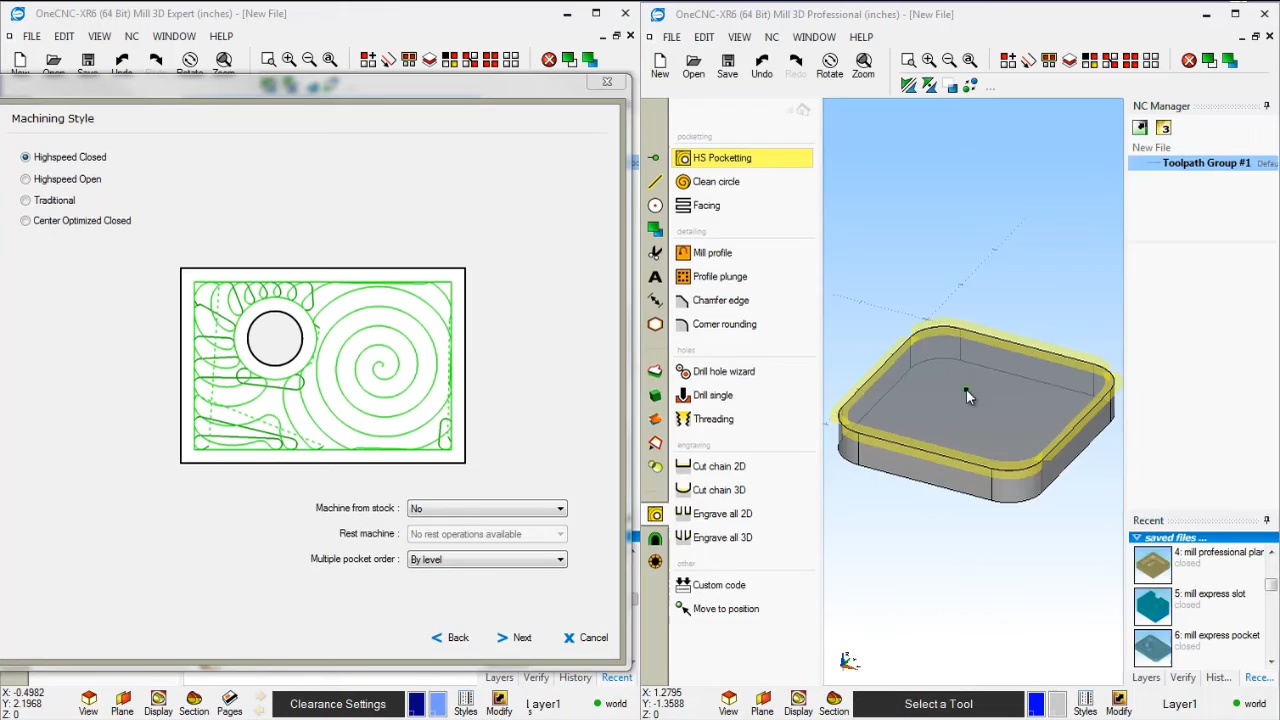 OneCNC-XR6 (64 Bit) Mill 3D Expert (inches) - [New File]
FILE EDIT VIEW NC WINDOW HELP
New Open Save Undo Rotate Zoom
Machining Style
Highspeed Closed
Highspeed Open
Traditional
Center Optimized Closed
Machine from stock : No
Rest machine : No rest operations available
Multiple pocket order : By level
< Back > Next X Cancel
Layers Verify History Recent
X: -0.4982
Y: 2.1968
Z: 0
View Plane Display Section Pages Clearance Settings Styles Modify Layer1 world
OneCNC-XR6 (64 Bit) Mill 3D Professional (inches) - [New File]
FILE EDIT VIEW NC WINDOW HELP
New Open Save Undo Redo Rotate Zoom
...
pocketting
HS Pocketting
Clean circle
Facing
detailing
Mill profile
Profile plunge
Chamfer edge
Corner rounding
holes
Drill hole wizard
Drill single
Threading
engraving
Cut chain 2D
Cut chain 3D
Engrave all 2D
Engrave all 3D
other
Custom code
Move to position
NC Manager
3
New File
Toolpath Group #1 Defau
Recent
saved files ...
4: mill professional plar
closed
5: mill express slot
closed
6: mill express pocket
closed
Layers Verify Hist... Rece...
X: 1.2795
Y: -1.3588
Z: 0
View Plane Display Section Select a Tool Styles Modify Layer1 world